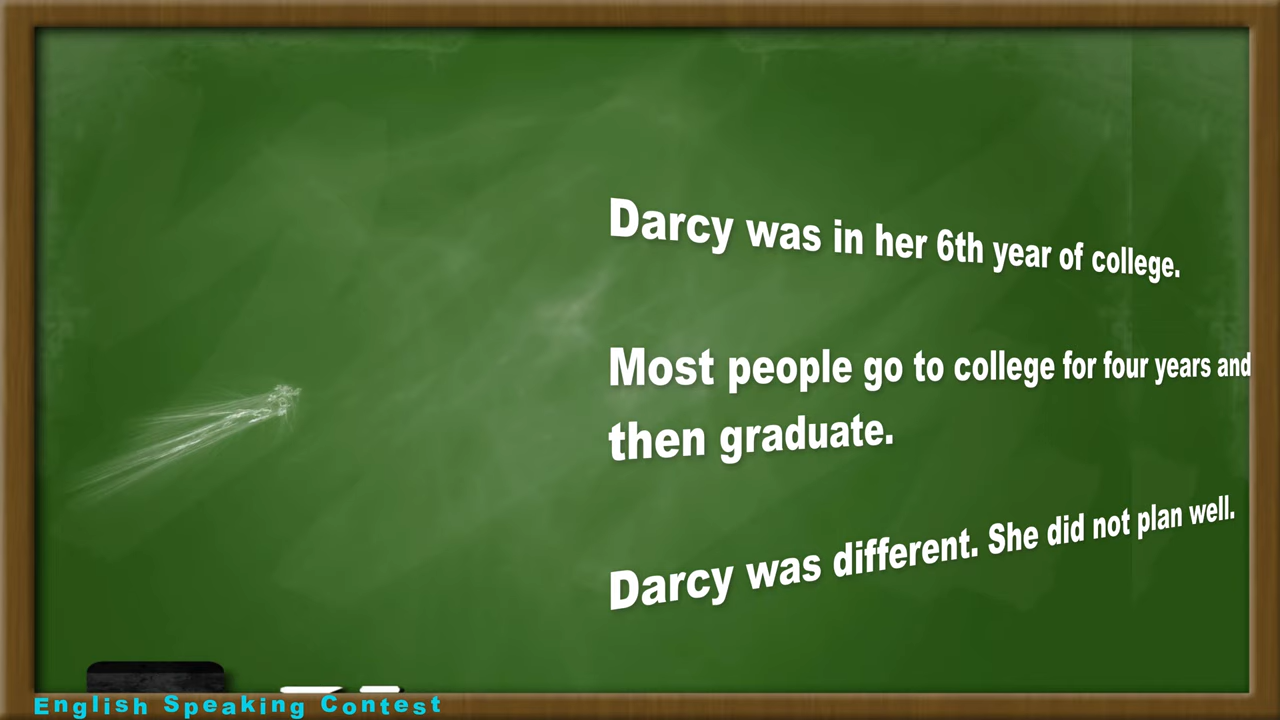 Darcy was in her 6th year of college.
Most people go to college for four years and
then graduate.
Darcy was different. She did not plan well.
English Speaking Contest